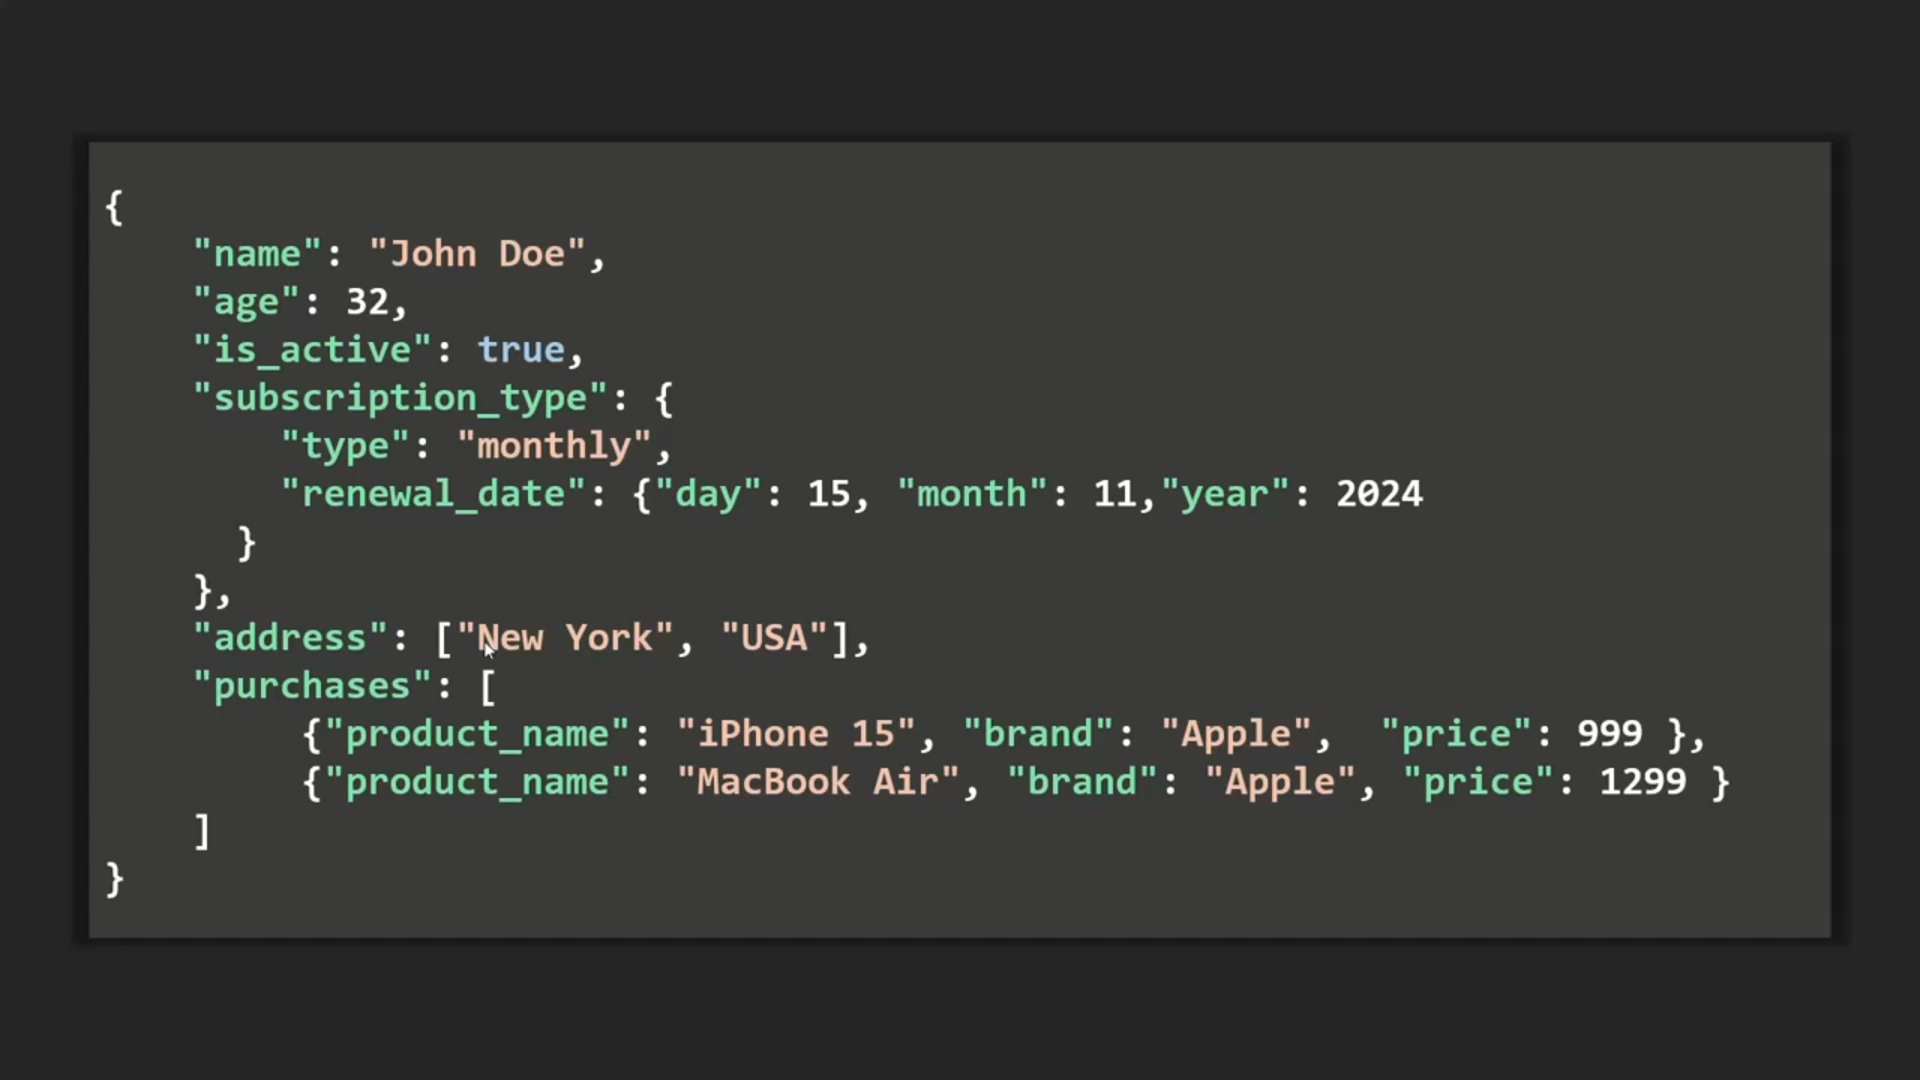 {
"name": "John Doe",
"age": 32,
"is_active": true,
"subscription_type": {
"type": "monthly",
"renewal_date": {"day": 15, "month": 11,"year": 2024
}
},
"address": ["New York", "USA"],
"purchases": [
{"product_name": "iPhone 15", "brand": "Apple",  "price": 999 },
{"product_name": "MacBook Air", "brand": "Apple", "price": 1299 }
]
}